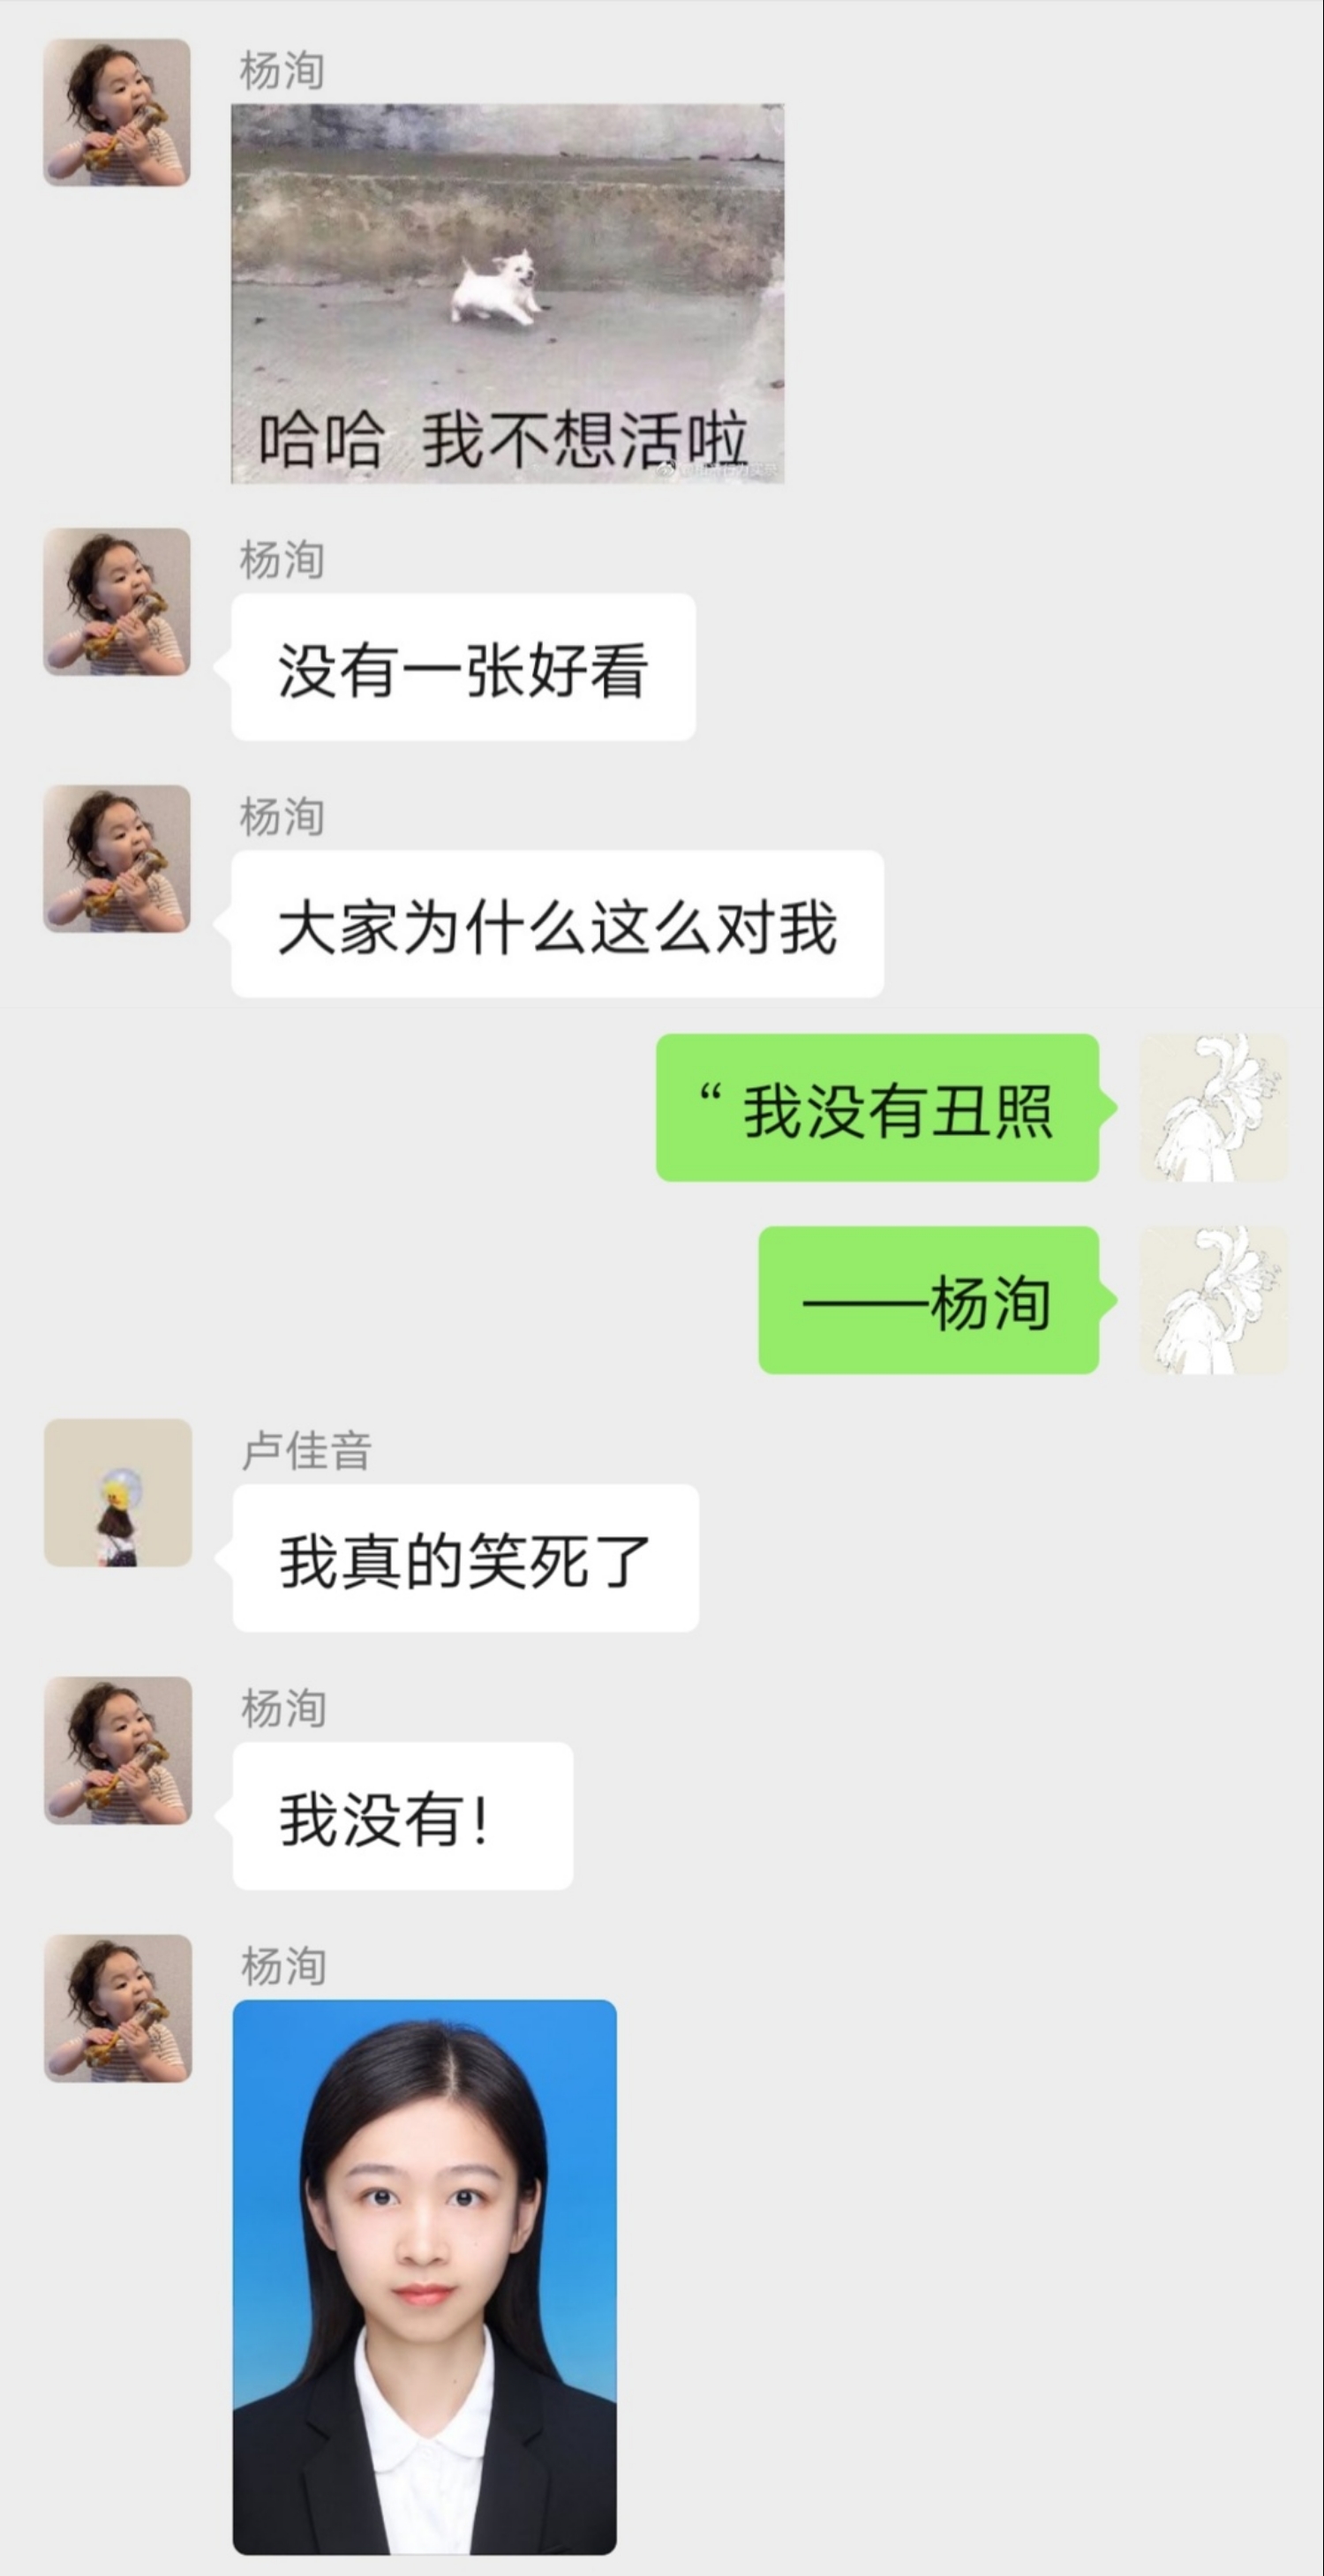 杨洵
哈哈 我不想活啦
杨洵
没有一张好看
杨洵
大家为什么这么对我
“ 我没有丑照
——杨洵
卢佳音
我真的笑死了
杨洵
我没有!
杨洵